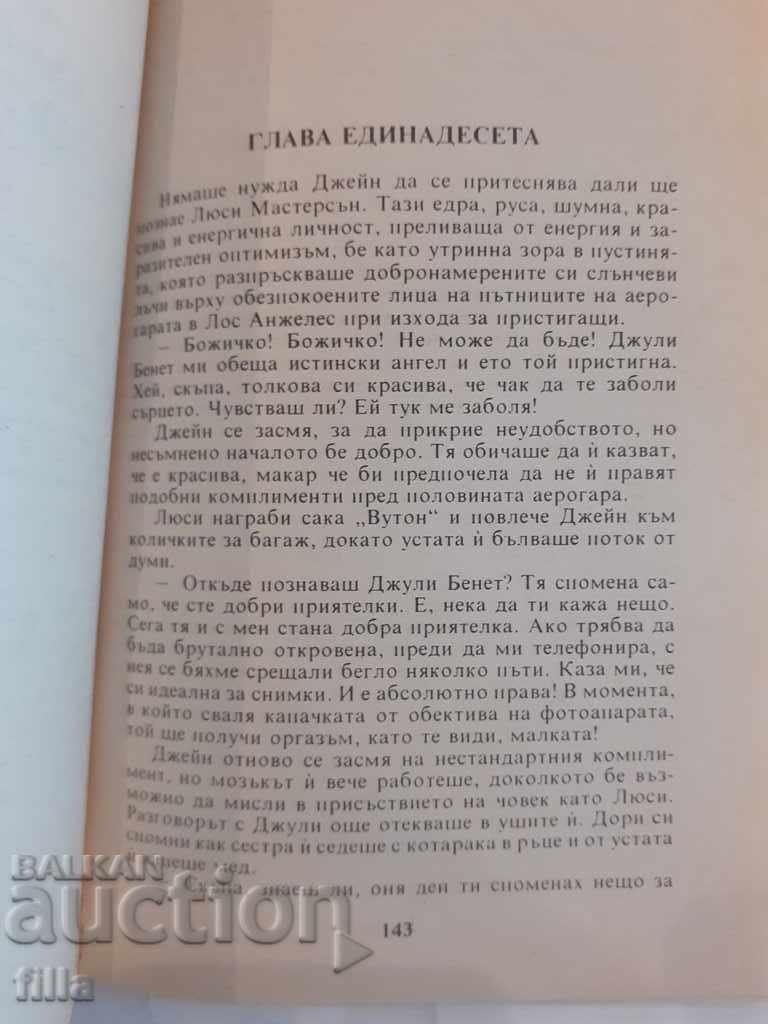 ГЛАВА ЕДИНАДЕСЕТА
Нямаше нужда Джейн да се притеснява дали ще
познае Люси Мастерсън. Тази едра, руса, шумна, кра-
сива и енергична личност, преливаща от енергия и за-
разителен оптимизъм, бе като утринна зора в пустиня-
та, която разпръскваше добронамерените си слънчеви
лъчи върху обезпокоените лица на пътниците на аеро-
гарата в Лос Анжелес при изхода за пристигащи.
– Божичко! Божичко! Не може да бъде! Джули
Бенет ми обеща истински ангел и ето той пристигна.
Хей, скъпа, толкова си красива, че чак да те заболи
сърцето. Чувстваш ли? Ей тук ме заболя!
Джейн се засмя, за да прикрие неудобството, но
несъмнено началото бе добро. Тя обичаше да ѝ казват,
че е красива, макар че би предпочела да не ѝ правят
подобни комплименти пред половината аерогара.
Люси награби сака „Вутон“ и повлече Джейн към
количките за багаж, докато устата ѝ бълваше поток от
думи.
– Откъде познаваш Джули Бенет? Тя спомена са-
мо, че сте добри приятелки. Е, нека да ти кажа нещо.
Сега тя и с мен стана добра приятелка. Ако трябва да
бъда брутално откровена, преди да ми телефонира, с
нея се бяхме срещали бегло няколко пъти. Каза ми, че
си идеална за снимки. И е абсолютно права! В момента,
в който сваля капачката от обектива на фотоапарата,
той ще получи оргазъм, като те види, малката!
Джейн отново се засмя на нестандартния компли-
мент, но мозъкът ѝ вече работеше, доколкото бе въз-
можно да мисли в присъствието на човек като Люси.
Разговорът с Джули още отекваше в ушите ѝ. Дори си
спомни как сестра ѝ седеше с котарака в ръце и от устата
ѝ мед.
– Скъпа, знаеш ли, оня ден ти споменах нещо за
143
BALKAN
auction
filla